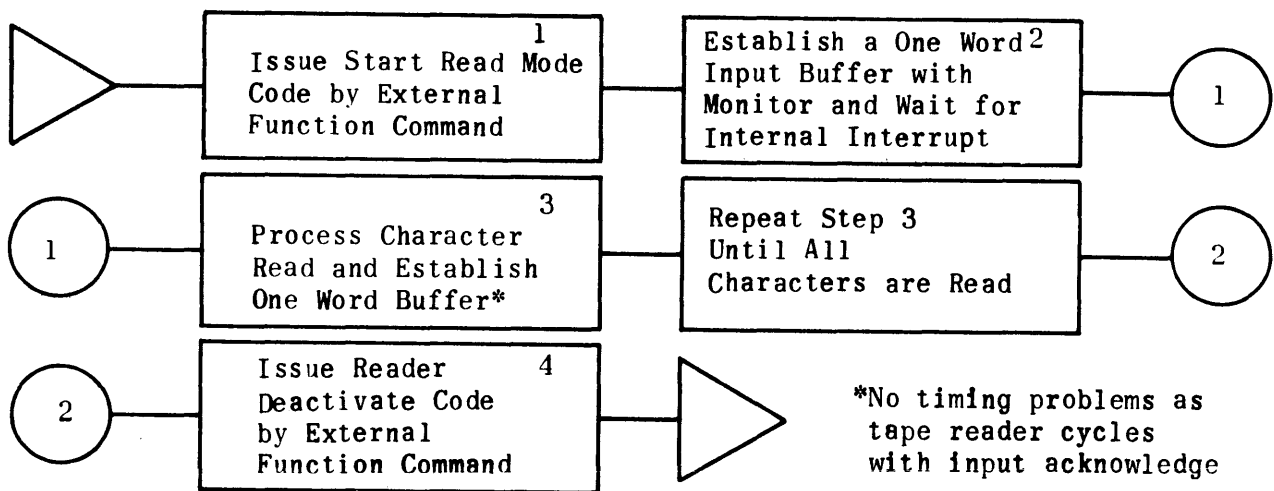 1
Issue Start Read Mode
Code by External
Function Command
Establish a One Word 2
Input Buffer with
Monitor and Wait for
Internal Interrupt
1
1
3
Process Character
Read and Establish
One Word Buffer*
Repeat Step 3
Until All
Characters are Read
2
2
Issue Reader 4
Deactivate Code
by External
Function Command
*No timing problems as
tape reader cycles
with input acknowledge